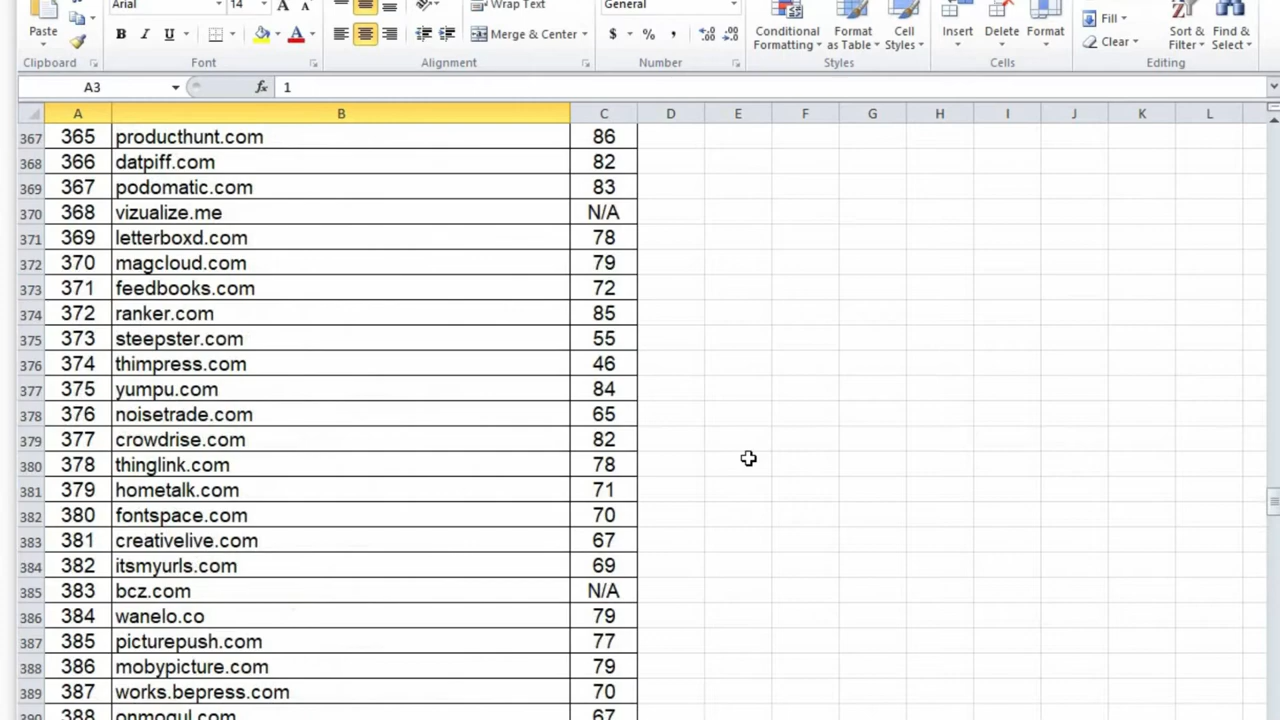 Arial 14 Wrap Text General
Paste B I U Merge & Center $ % , Conditional Formatting Format as Table Cell Styles Insert Delete Format Fill Clear Sort & Filter Find & Select
Clipboard Font Alignment Number Styles Cells Editing
A3 fx 1
A B C D E F G H I J K L
367 365 producthunt.com 86
368 366 datpiff.com 82
369 367 podomatic.com 83
370 368 vizualize.me N/A
371 369 letterboxd.com 78
372 370 magcloud.com 79
373 371 feedbooks.com 72
374 372 ranker.com 85
375 373 steepster.com 55
376 374 thimpress.com 46
377 375 yumpu.com 84
378 376 noisetrade.com 65
379 377 crowdrise.com 82
380 378 thinglink.com 78
381 379 hometalk.com 71
382 380 fontspace.com 70
383 381 creativelive.com 67
384 382 itsmyurls.com 69
385 383 bcz.com N/A
386 384 wanelo.co 79
387 385 picturepush.com 77
388 386 mobypicture.com 79
389 387 works.bepress.com 70
390 388 onmogul.com 67